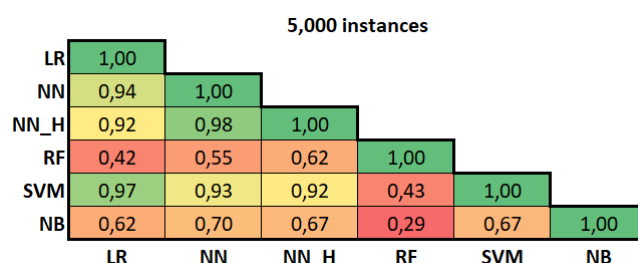 5,000 instances
LR 1,00
NN 0,94 1,00
NN_H 0,92 0,98 1,00
RF 0,42 0,55 0,62 1,00
SVM 0,97 0,93 0,92 0,43 1,00
NB 0,62 0,70 0,67 0,29 0,67 1,00
LR NN NN_H RF SVM NB